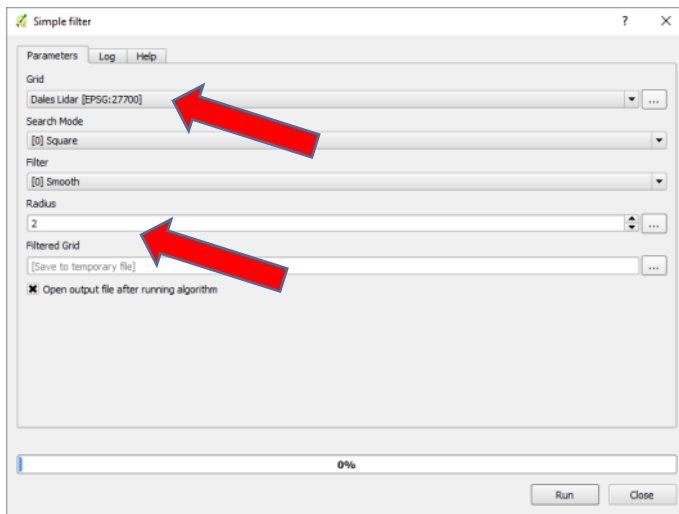 Simple filter ? ×
Parameters Log Help
Grid
Dales Lidar [EPSG:27700] ...
Search Mode
[0] Square
Filter
[0] Smooth
Radius
2 ...
Filtered Grid
[Save to temporary file] ...
Open output file after running algorithm
0%
Run Close